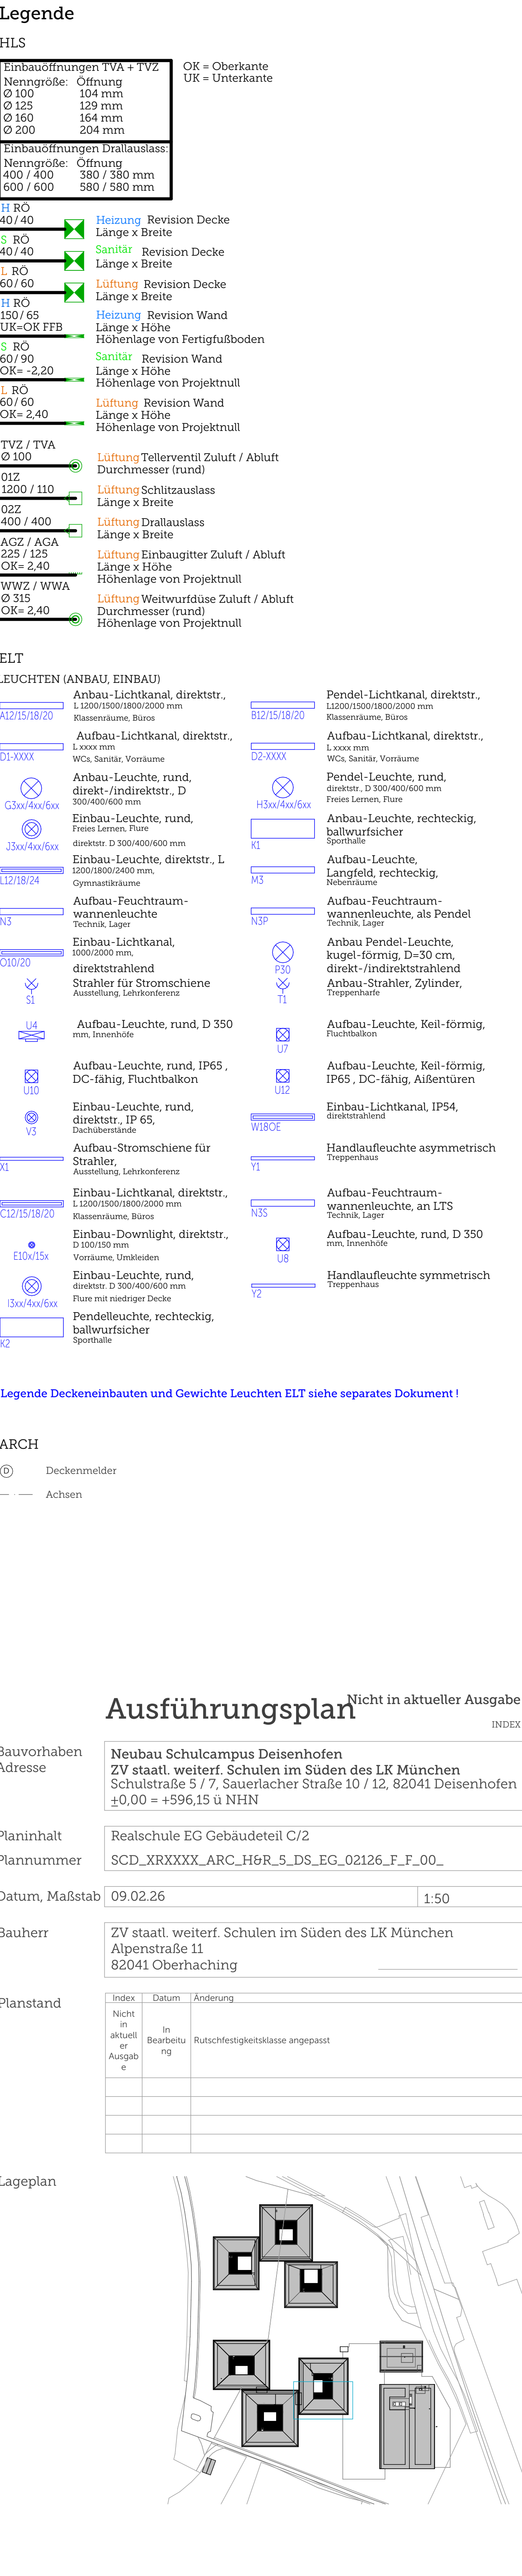 Legende
HLS
Einbauöffnungen TVA + TVZ
Nenngröße: Öffnung
Ø 100 104 mm
Ø 125 129 mm
Ø 160 164 mm
Ø 200 204 mm
OK = Oberkante
UK = Unterkante
Einbauöffnungen Drallauslass:
Nenngröße: Öffnung
400 / 400 380 / 380 mm
600 / 600 580 / 580 mm
H RÖ
40 / 40
Heizung Revision Decke
Länge x Breite
S RÖ
40 / 40
Sanitär Revision Decke
Länge x Breite
L RÖ
60 / 60
Lüftung Revision Decke
Länge x Breite
H RÖ
150 / 65
UK=OK FFB
Heizung Revision Wand
Länge x Höhe
Höhenlage von Fertigfußboden
S RÖ
60 / 90
OK= -2,20
Sanitär Revision Wand
Länge x Höhe
Höhenlage von Projektnull
L RÖ
60 / 60
OK= 2,40
Lüftung Revision Wand
Länge x Höhe
Höhenlage von Projektnull
TVZ / TVA
Ø 100
Lüftung Tellerventil Zuluft / Abluft
Durchmesser (rund)
01Z
1200 / 110
Lüftung Schlitzauslass
Länge x Breite
02Z
400 / 400
Lüftung Drallauslass
Länge x Breite
AGZ / AGA
225 / 125
OK= 2,40
Lüftung Einbaugitter Zuluft / Abluft
Länge x Höhe
Höhenlage von Projektnull
WWZ / WWA
Ø 315
OK= 2,40
Lüftung Weitwurfdüse Zuluft / Abluft
Durchmesser (rund)
Höhenlage von Projektnull
ELT
LEUCHTEN (ANBAU, EINBAU)
A12/15/18/20
Anbau-Lichtkanal, direktstr.,
L 1200/1500/1800/2000 mm
Klassenräume, Büros
B12/15/18/20
Pendel-Lichtkanal, direktstr.,
L1200/1500/1800/2000 mm
Klassenräume, Büros
D1-XXXX
Aufbau-Lichtkanal, direktstr.,
L xxxx mm
WCs, Sanitär, Vorräume
D2-XXXX
Aufbau-Lichtkanal, direktstr.,
L xxxx mm
WCs, Sanitär, Vorräume
G3xx/4xx/6xx
Anbau-Leuchte, rund,
direkt-/indirektstr., D
300/400/600 mm
H3xx/4xx/6xx
Pendel-Leuchte, rund,
direktstr., D 300/400/600 mm
Freies Lernen, Flure
J3xx/4xx/6xx
Einbau-Leuchte, rund,
Freies Lernen, Flure
direktstr. D 300/400/600 mm
K1
Anbau-Leuchte, rechteckig,
ballwurfsicher
Sporthalle
L12/18/24
Einbau-Leuchte, direktstr., L
1200/1800/2400 mm,
Gymnastikräume
M3
Aufbau-Leuchte,
Langfeld, rechteckig,
Nebenräume
N3
Aufbau-Feuchtraum-
wannenleuchte
Technik, Lager
N3P
Aufbau-Feuchtraum-
wannenleuchte, als Pendel
Technik, Lager
O10/20
Einbau-Lichtkanal,
1000/2000 mm,
direktstrahlend
P30
Anbau Pendel-Leuchte,
kugel-förmig, D=30 cm,
direkt-/indirektstrahlend
S1
Strahler für Stromschiene
Ausstellung, Lehrkonferenz
T1
Anbau-Strahler, Zylinder,
Treppenharfe
U4
Aufbau-Leuchte, rund, D 350
mm, Innenhöfe
U7
Aufbau-Leuchte, Keil-förmig,
Fluchtbalkon
U10
Aufbau-Leuchte, rund, IP65 ,
DC-fähig, Fluchtbalkon
U12
Aufbau-Leuchte, Keil-förmig,
IP65 , DC-fähig, Aißentüren
V3
Einbau-Leuchte, rund,
direktstr., IP 65,
Dachüberstände
W18OE
Einbau-Lichtkanal, IP54,
direktstrahlend
X1
Aufbau-Stromschiene für
Strahler,
Ausstellung, Lehrkonferenz
Y1
Handlaufleuchte asymmetrisch
Treppenhaus
C12/15/18/20
Einbau-Lichtkanal, direktstr.,
L 1200/1500/1800/2000 mm
Klassenräume, Büros
N3S
Aufbau-Feuchtraum-
wannenleuchte, an LTS
Technik, Lager
E10x/15x
Einbau-Downlight, direktstr.,
D 100/150 mm
Vorräume, Umkleiden
U8
Aufbau-Leuchte, rund, D 350
mm, Innenhöfe
I3xx/4xx/6xx
Einbau-Leuchte, rund,
direktstr. D 300/400/600 mm
Flure mit niedriger Decke
Y2
Handlaufleuchte symmetrisch
Treppenhaus
K2
Pendelleuchte, rechteckig,
ballwurfsicher
Sporthalle
Legende Deckeneinbauten und Gewichte Leuchten ELT siehe separates Dokument !
ARCH
D Deckenmelder
Achsen
Ausführungsplan
Nicht in aktueller Ausgabe
INDEX
Bauvorhaben
Adresse
Neubau Schulcampus Deisenhofen
ZV staatl. weiterf. Schulen im Süden des LK München
Schulstraße 5 / 7, Sauerlacher Straße 10 / 12, 82041 Deisenhofen
±0,00 = +596,15 ü NHN
Planinhalt
Realschule EG Gebäudeteil C/2
Plannummer
SCD_XRXXXX_ARC_H&R_5_DS_EG_02126_F_F_00_
Datum, Maßstab
09.02.26
1:50
Bauherr
ZV staatl. weiterf. Schulen im Süden des LK München
Alpenstraße 11
82041 Oberhaching
Planstand
Index Datum Änderung
Nicht
in
aktuell
er
Ausgab
e
In
Bearbeitu
ng
Rutschfestigkeitsklasse angepasst
Lageplan